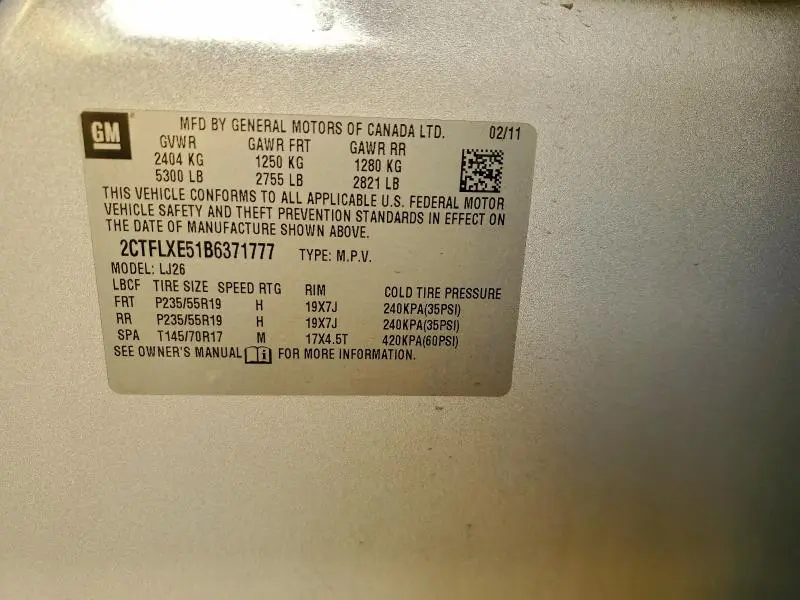 GM MFD BY GENERAL MOTORS OF CANADA LTD. 02/11
GVWR GAWR FRT GAWR RR
2404 KG 1250 KG 1280 KG
5300 LB 2755 LB 2821 LB
THIS VEHICLE CONFORMS TO ALL APPLICABLE U.S. FEDERAL MOTOR
VEHICLE SAFETY AND THEFT PREVENTION STANDARDS IN EFFECT ON
THE DATE OF MANUFACTURE SHOWN ABOVE.
2CTFLXE51B6371777 TYPE: M.P.V.
MODEL: LJ26
LBCF TIRE SIZE SPEED RTG RIM COLD TIRE PRESSURE
FRT P235/55R19 H 19X7J 240KPA(35PSI)
RR P235/55R19 H 19X7J 240KPA(35PSI)
SPA T145/70R17 M 17X4.5T 420KPA(60PSI)
SEE OWNER'S MANUAL FOR MORE INFORMATION.